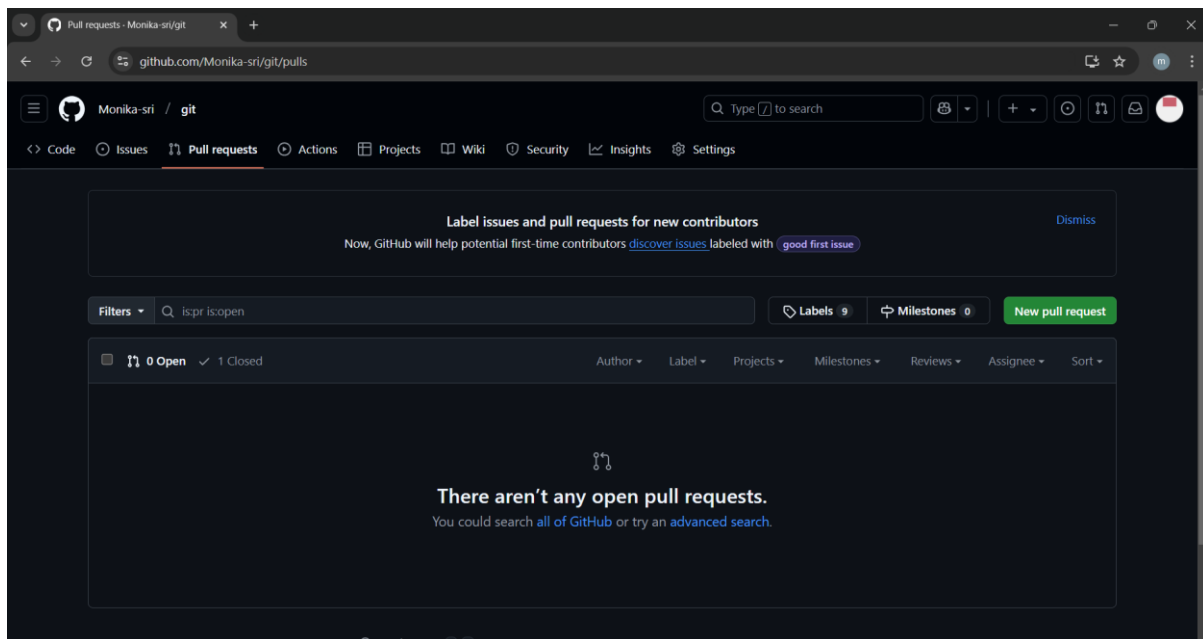 Pull requests · Monika-sri/git
github.com/Monika-sri/git/pulls
m
Monika-sri / git
Type / to search
Code Issues Pull requests Actions Projects Wiki Security Insights Settings
Label issues and pull requests for new contributors
Dismiss
Now, GitHub will help potential first-time contributors discover issues labeled with good first issue
Filters is:pr is:open Labels 9 Milestones 0 New pull request
0 Open 1 Closed Author Label Projects Milestones Reviews Assignee Sort
There aren't any open pull requests.
You could search all of GitHub or try an advanced search.